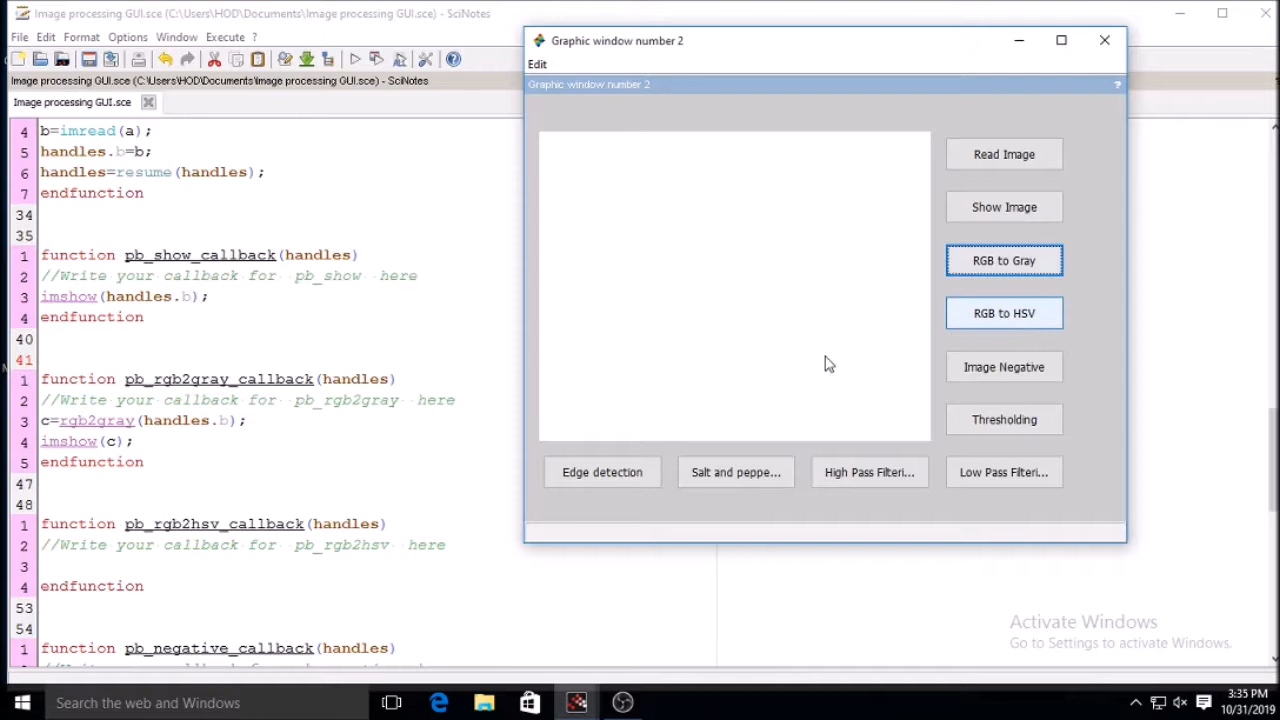 Image processing GUI.sce (C:\Users\HOD\Documents\Image processing GUI.sce) - SciNotes
File Edit Format Options Window Execute ?
Image processing GUI.sce (C:\Users\HOD\Documents\Image processing GUI.sce) - SciNotes
Image processing GUI.sce
4 b=imread(a);
5 handles.b=b;
6 handles=resume(handles);
7 endfunction
34
35
1 function pb_show_callback(handles)
2 //Write your callback for pb_show here
3 imshow(handles.b);
4 endfunction
40
41
1 function pb_rgb2gray_callback(handles)
2 //Write your callback for pb_rgb2gray here
3 c=rgb2gray(handles.b);
4 imshow(c);
5 endfunction
47
48
1 function pb_rgb2hsv_callback(handles)
2 //Write your callback for pb_rgb2hsv here
3
4 endfunction
53
54
1 function pb_negative_callback(handles)
Graphic window number 2
Edit
Graphic window number 2 ?
Read Image
Show Image
RGB to Gray
RGB to HSV
Image Negative
Thresholding
Edge detection Salt and peppe... High Pass Filteri... Low Pass Filteri...
Activate Windows
Go to Settings to activate Windows.
Search the web and Windows
3:35 PM
10/31/2019